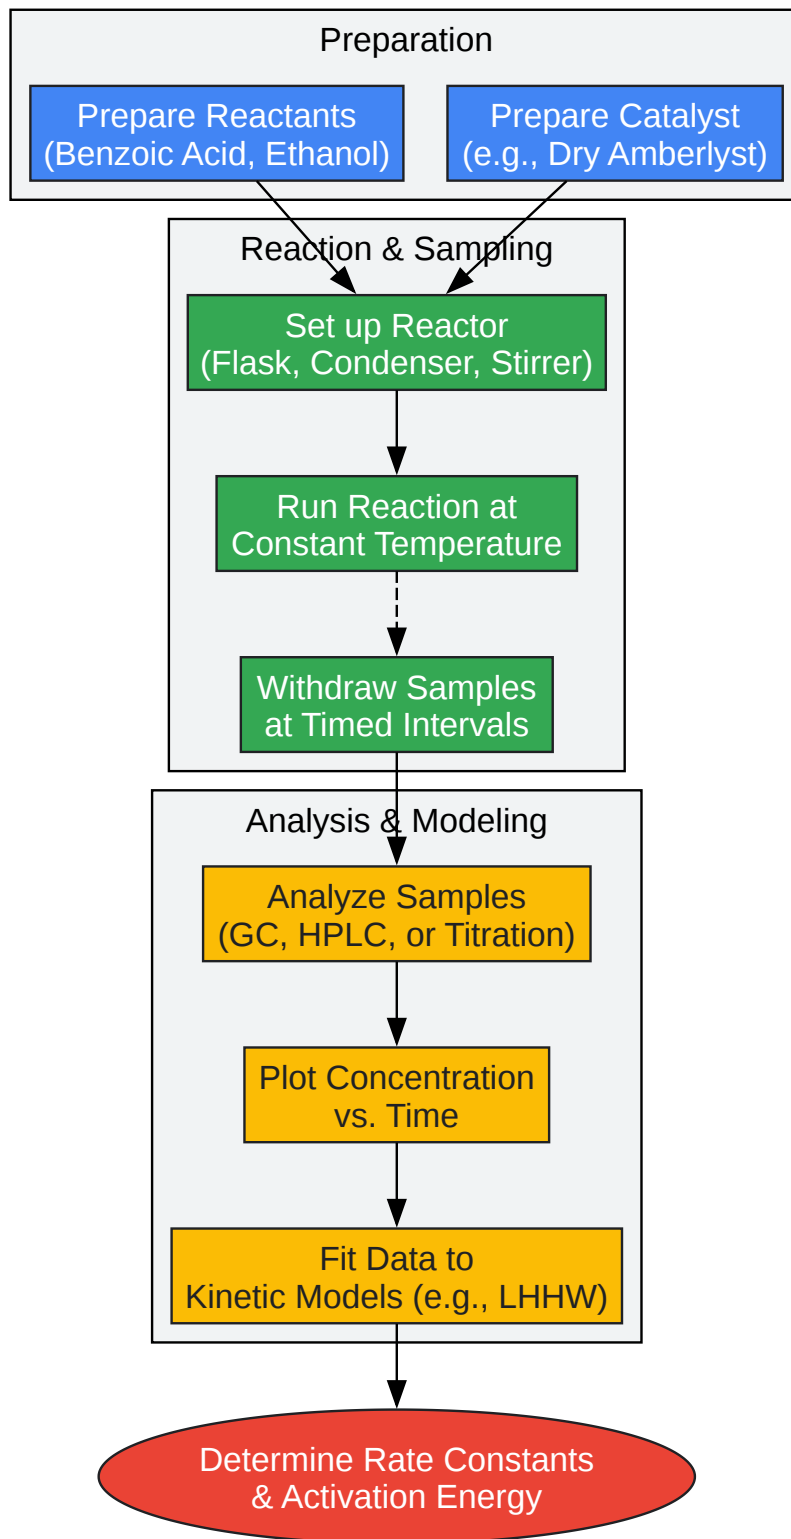 Preparation
Prepare Reactants
(Benzoic Acid, Ethanol)
Prepare Catalyst
(e.g., Dry Amberlyst)
Reaction & Sampling
Set up Reactor
(Flask, Condenser, Stirrer)
Run Reaction at
Constant Temperature
Withdraw Samples
at Timed Intervals
Analysis & Modeling
Analyze Samples
(GC, HPLC, or Titration)
Plot Concentration
vs. Time
Fit Data to
Kinetic Models (e.g., LHHW)
Determine Rate Constants
& Activation Energy